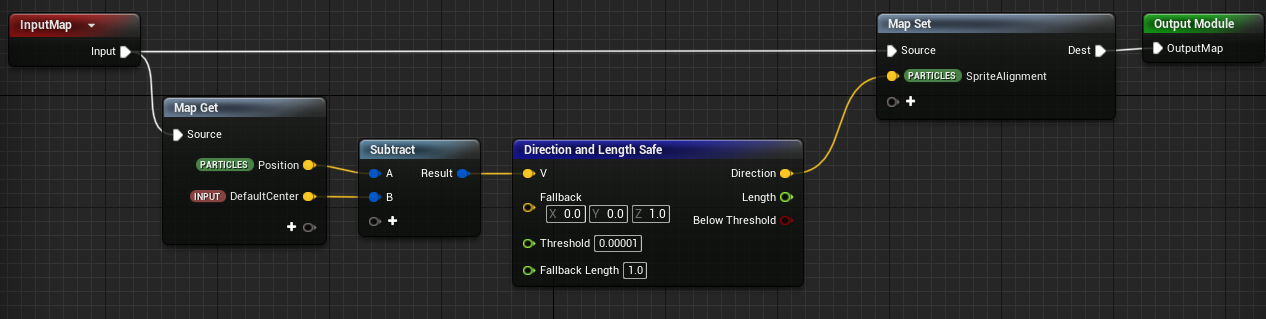 InputMap
Input
Map Get
Source
PARTICLES Position
INPUT DefaultCenter
Subtract
A Result
B
Direction and Length Safe
V Direction
Fallback Length
X 0.0 Y 0.0 Z 1.0
Below Threshold
Threshold 0.00001
Fallback Length 1.0
Map Set
Source Dest
PARTICLES SpriteAlignment
Output Module
OutputMap